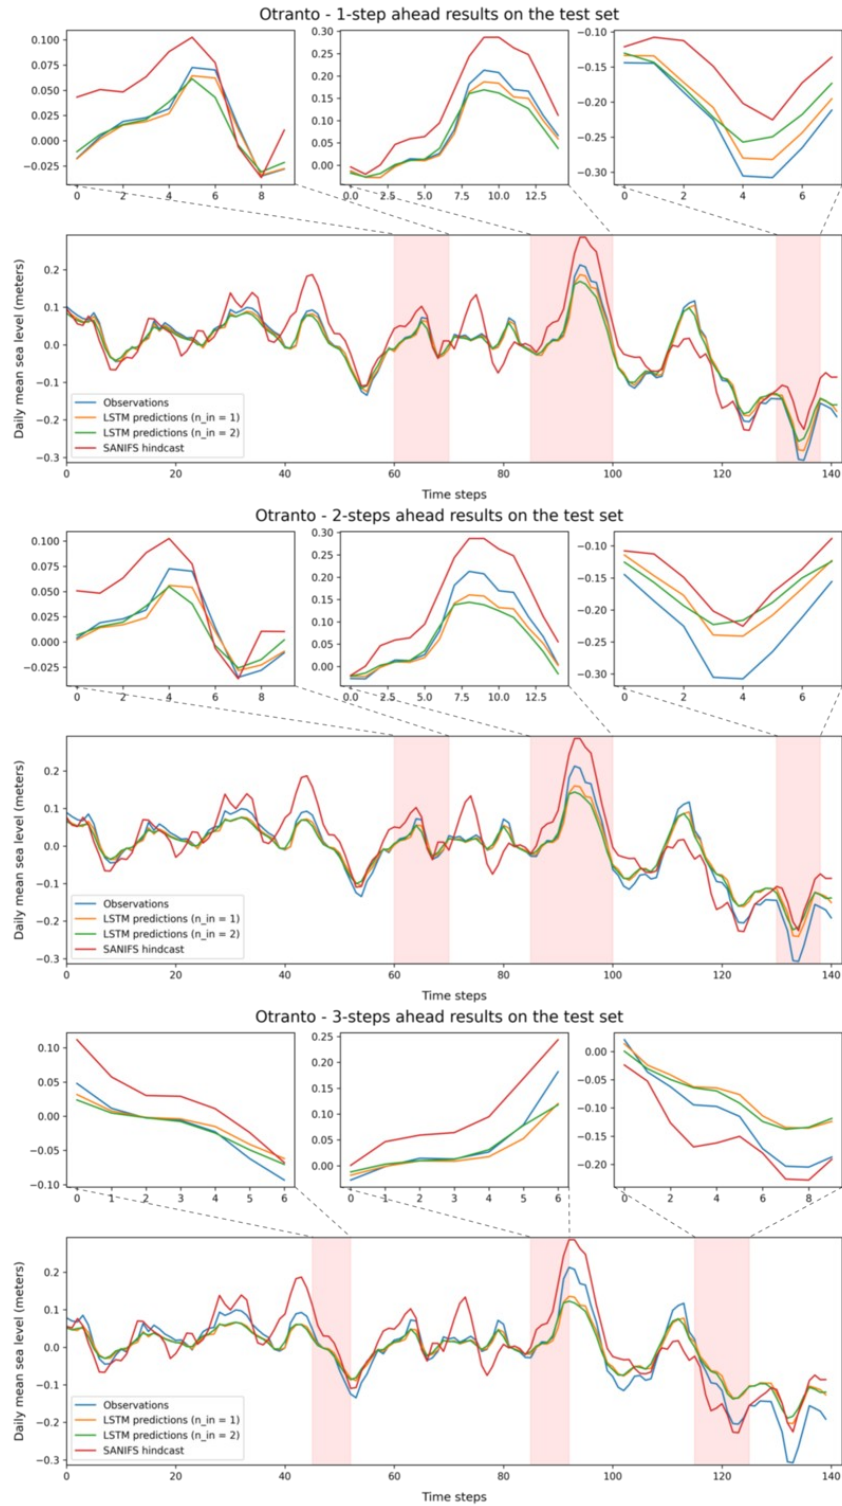 Otranto - 1-step ahead results on the test set
0.100
0.075
0.050
0.025
0.000
−0.025
0 2 4 6 8
0.30
0.25
0.20
0.15
0.10
0.05
0.00
0.0 2.5 5.0 7.5 10.0 12.5
−0.10
−0.15
−0.20
−0.25
−0.30
0 2 4 6
Daily mean sea level (meters)
0.2
0.1
0.0
−0.1
−0.2
−0.3
Observations
LSTM predictions (n_in = 1)
LSTM predictions (n_in = 2)
SANIFS hindcast
0 20 40 60 80 100 120 140
Time steps
Otranto - 2-steps ahead results on the test set
0.100
0.075
0.050
0.025
0.000
−0.025
0 2 4 6 8
0.30
0.25
0.20
0.15
0.10
0.05
0.00
0.0 2.5 5.0 7.5 10.0 12.5
−0.10
−0.15
−0.20
−0.25
−0.30
0 2 4 6
Daily mean sea level (meters)
0.2
0.1
0.0
−0.1
−0.2
−0.3
Observations
LSTM predictions (n_in = 1)
LSTM predictions (n_in = 2)
SANIFS hindcast
0 20 40 60 80 100 120 140
Time steps
Otranto - 3-steps ahead results on the test set
0.10
0.05
0.00
−0.05
−0.10
0 1 2 3 4 5 6
0.25
0.20
0.15
0.10
0.05
0.00
0 1 2 3 4 5 6
0.00
−0.05
−0.10
−0.15
−0.20
0 2 4 6 8
Daily mean sea level (meters)
0.2
0.1
0.0
−0.1
−0.2
−0.3
Observations
LSTM predictions (n_in = 1)
LSTM predictions (n_in = 2)
SANIFS hindcast
0 20 40 60 80 100 120 140
Time steps